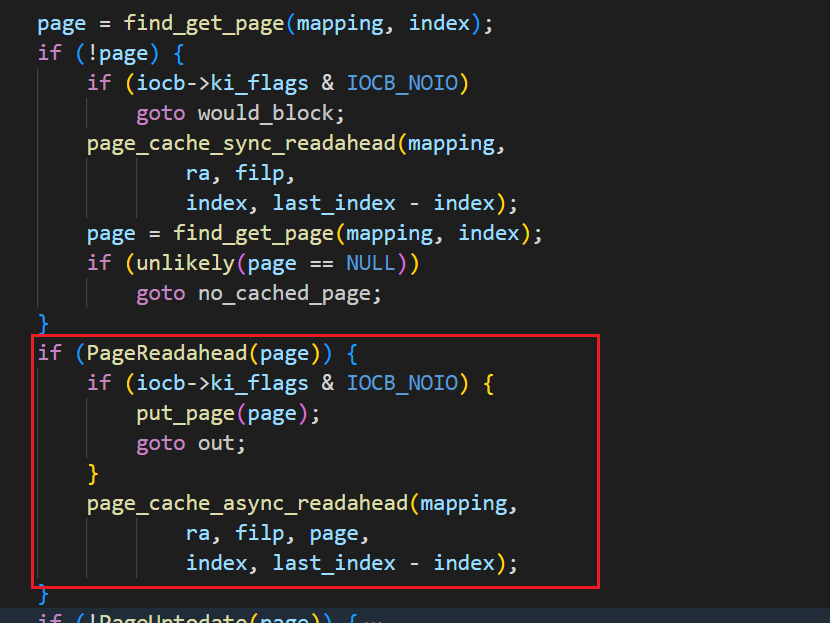 page = find_get_page(mapping, index);
if (!page) {
if (iocb->ki_flags & IOCB_NOIO)
goto would_block;
page_cache_sync_readahead(mapping,
ra, filp,
index, last_index - index);
page = find_get_page(mapping, index);
if (unlikely(page == NULL))
goto no_cached_page;
}
if (PageReadahead(page)) {
if (iocb->ki_flags & IOCB_NOIO) {
put_page(page);
goto out;
}
page_cache_async_readahead(mapping,
ra, filp, page,
index, last_index - index);
}
if (!PageUptodate(page)) {